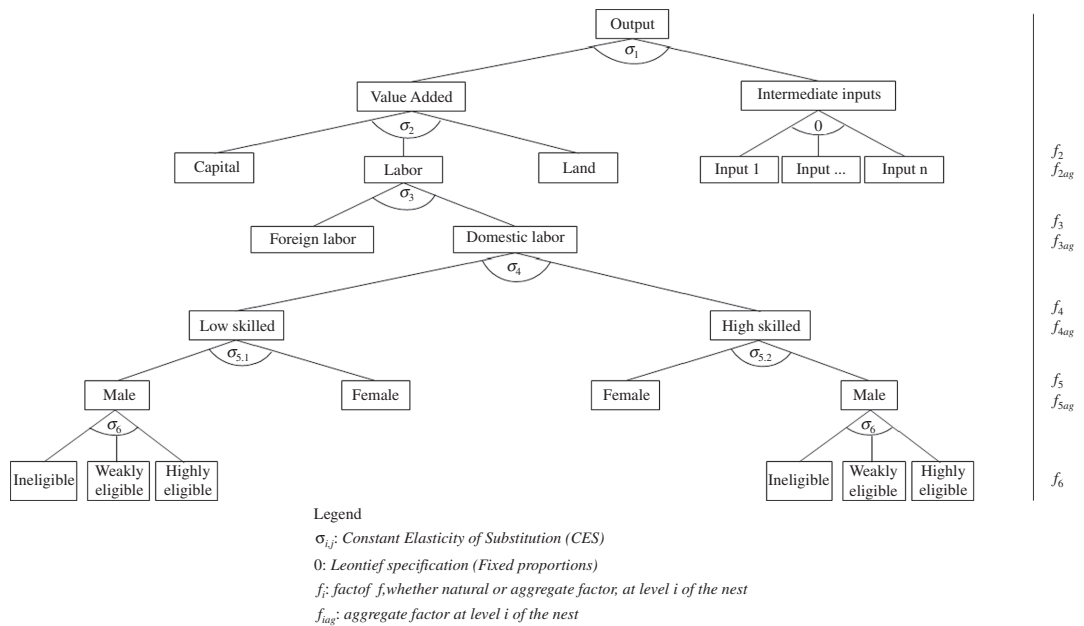 Output
σ1
Value Added
Intermediate inputs
σ2
0
Capital
Labor
Land
Input 1
Input ...
Input n
f2
f2ag
σ3
Foreign labor
Domestic labor
f3
f3ag
σ4
Low skilled
High skilled
f4
f4ag
σ5.1
σ5.2
Male
Female
Female
Male
f5
f5ag
σ6
σ6
Ineligible
Weakly
eligible
Highly
eligible
Ineligible
Weakly
eligible
Highly
eligible
f6
Legend
σi,j: Constant Elasticity of Substitution (CES)
0: Leontief specification (Fixed proportions)
fi: factof f,whether natural or aggregate factor, at level i of the nest
fiag: aggregate factor at level i of the nest